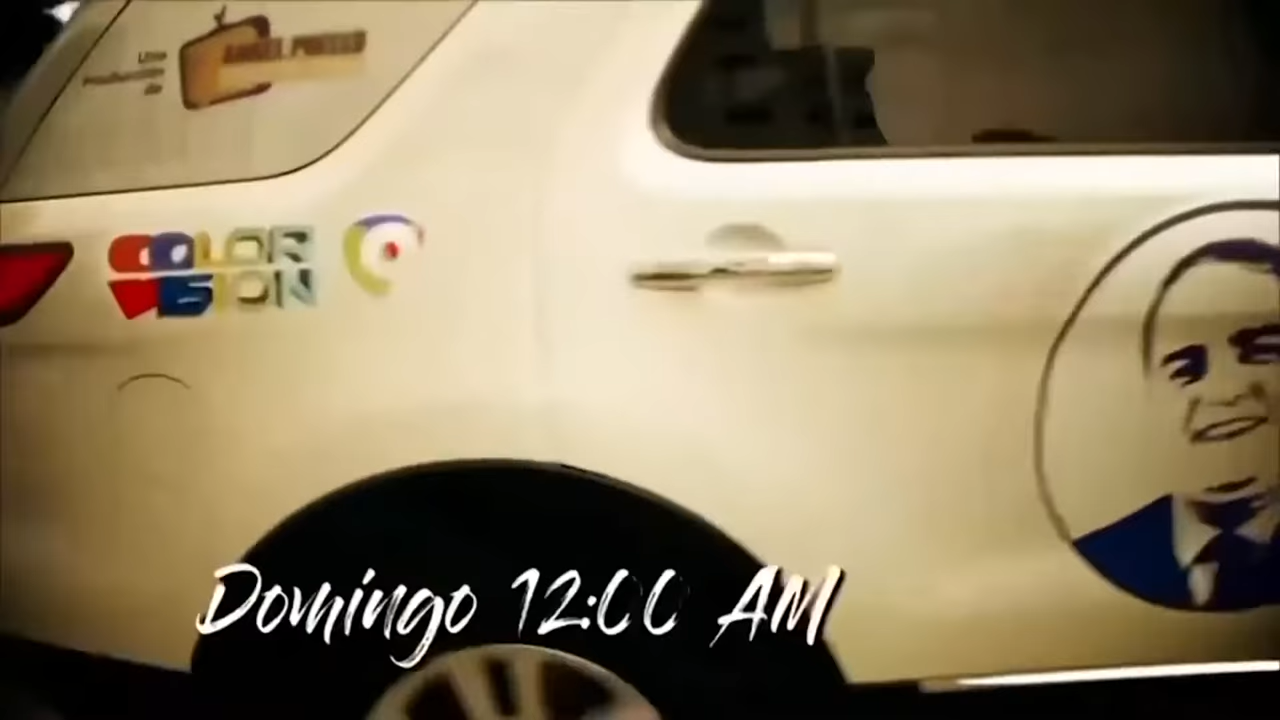 Una
Producción
de
ANGEL PUELLO
COLOR
VISION
Domingo 12:00 AM